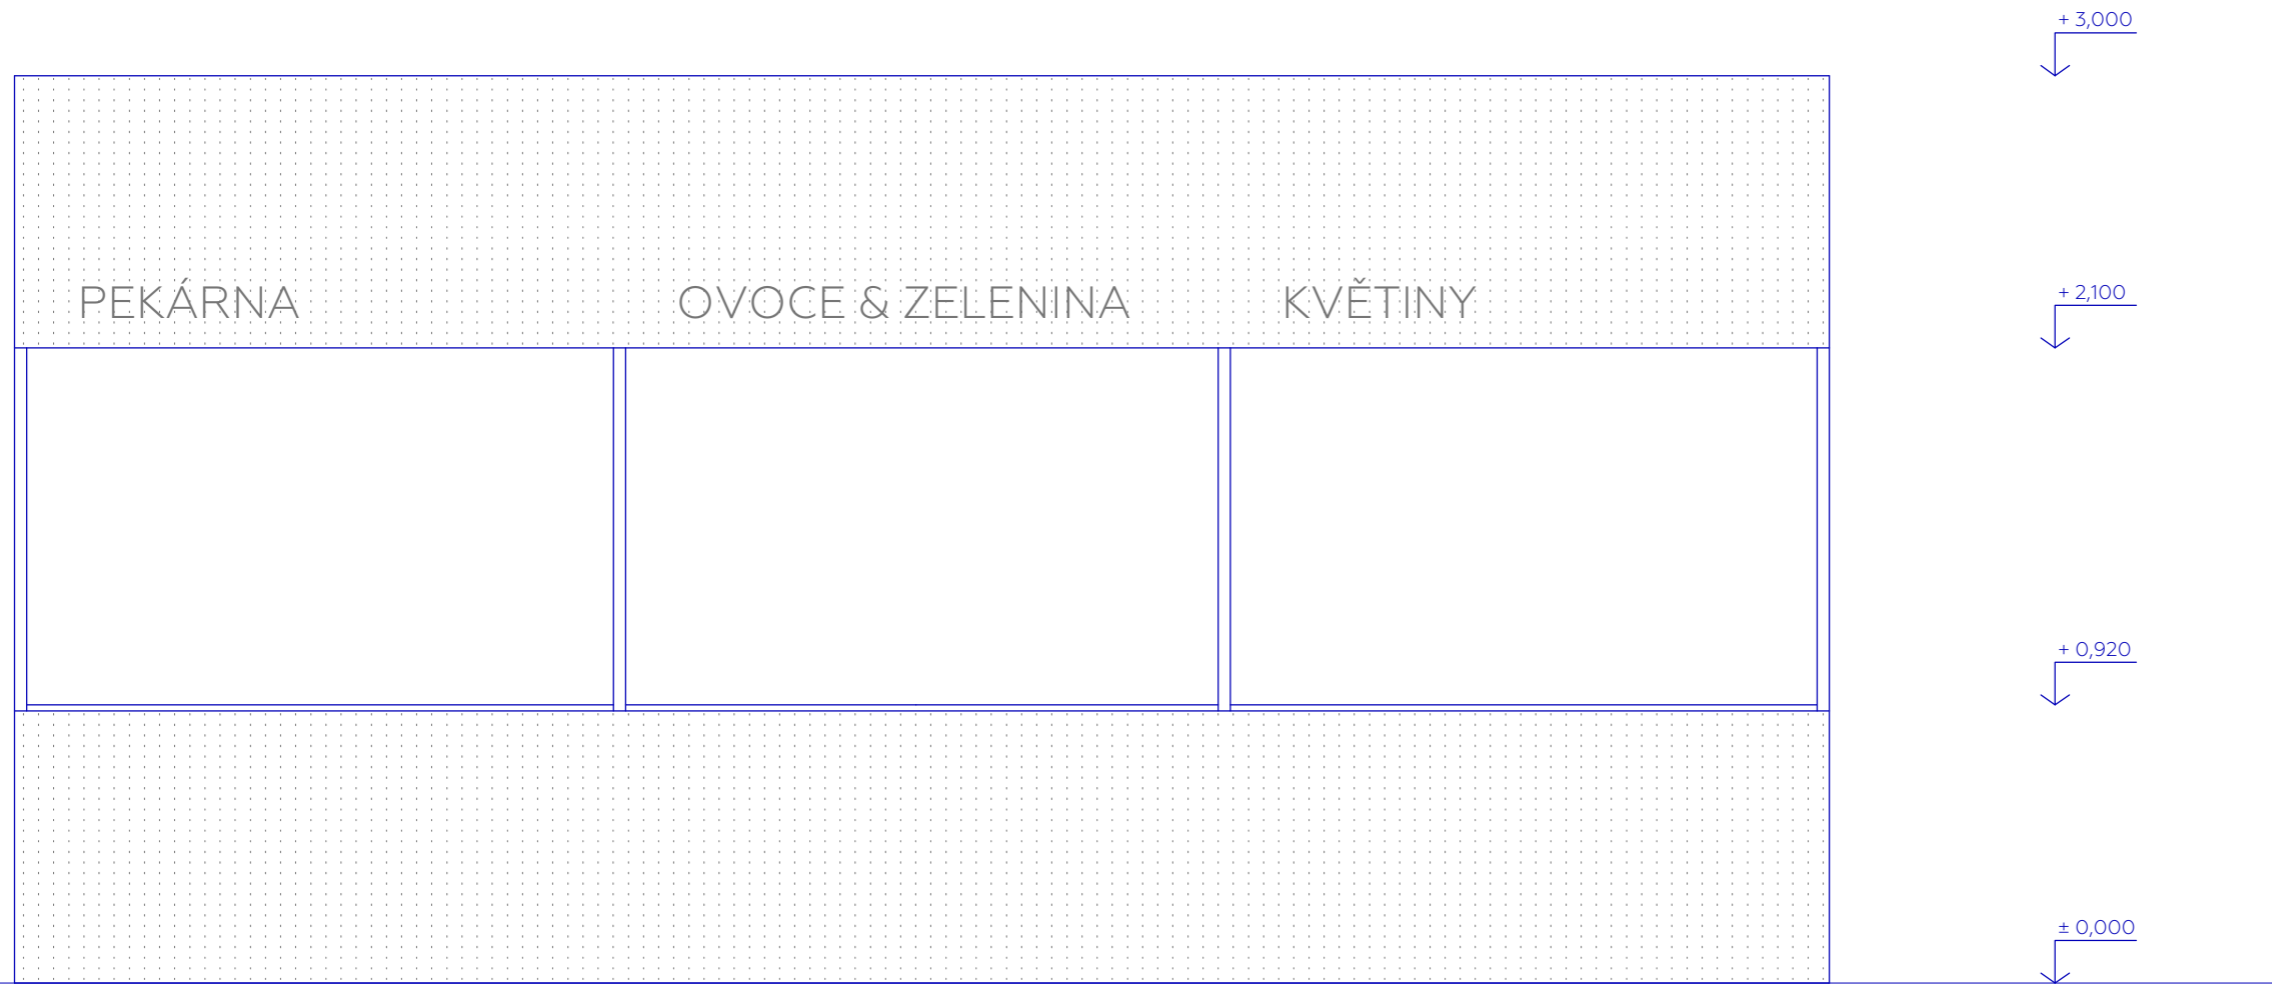 + 3,000
PEKÁRNA OVOCE & ZELENINA KVĚTINY
+ 2,100
+ 0,920
± 0,000